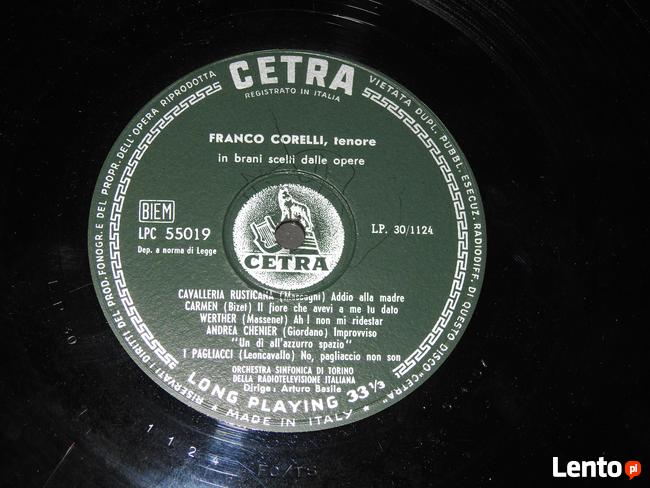 CETRA
REGISTRATO IN ITALIA
RISERVATI I DIRITTI DEL PROD. FONOGR. E DEL PROPR. DELL'OPERA RIPRODOTTA
VIETATA DUPL. PUBBL. ESECUZ. RADIODIFF. DI QUESTO DISCO "CETRA"
FRANCO CORELLI, tenore
in brani scelti dalle opere
BIEM
LPC 55019
Dep. a norma di Legge
LP. 30/1124
CETRA
CAVALLERIA RUSTICANA (Mascagni) Addio alla madre
CARMEN (Bizet) Il fiore che avevi a me tu dato
WERTHER (Massenet) Ah! non mi ridestar
ANDREA CHENIER (Giordano) Improvviso
"Un dì all'azzurro spazio"
I PAGLIACCI (Leoncavallo) No, pagliaccio non son
ORCHESTRA SINFONICA DI TORINO
DELLA RADIOTELEVISIONE ITALIANA
Dirige: Arturo Basile
LONG PLAYING 33 1/3
★ MADE IN ITALY ★
1 1 2 4
Lento.pl